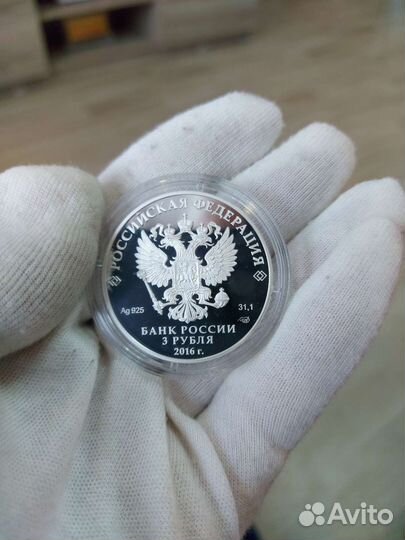 РОССИЙСКАЯ ФЕДЕРАЦИЯ
Ag 925
31,1
БАНК РОССИИ
3 РУБЛЯ
2016 г.
Avito